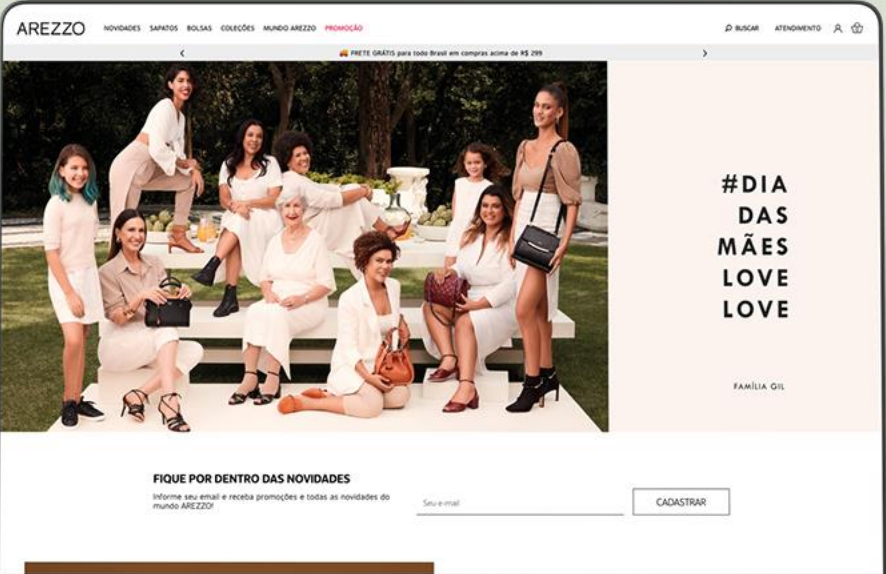 AREZZO
NOVIDADES SAPATOS BOLSAS COLEÇÕES MUNDO AREZZO PROMOÇÃO
BUSCAR ATENDIMENTO
FRETE GRÁTIS para todo Brasil em compras acima de R$ 299
#DIA
DAS
MÃES
LOVE
LOVE
FAMÍLIA GIL
FIQUE POR DENTRO DAS NOVIDADES
Informe seu email e receba promoções e todas as novidades do
mundo AREZZO!
Seu e-mail
CADASTRAR